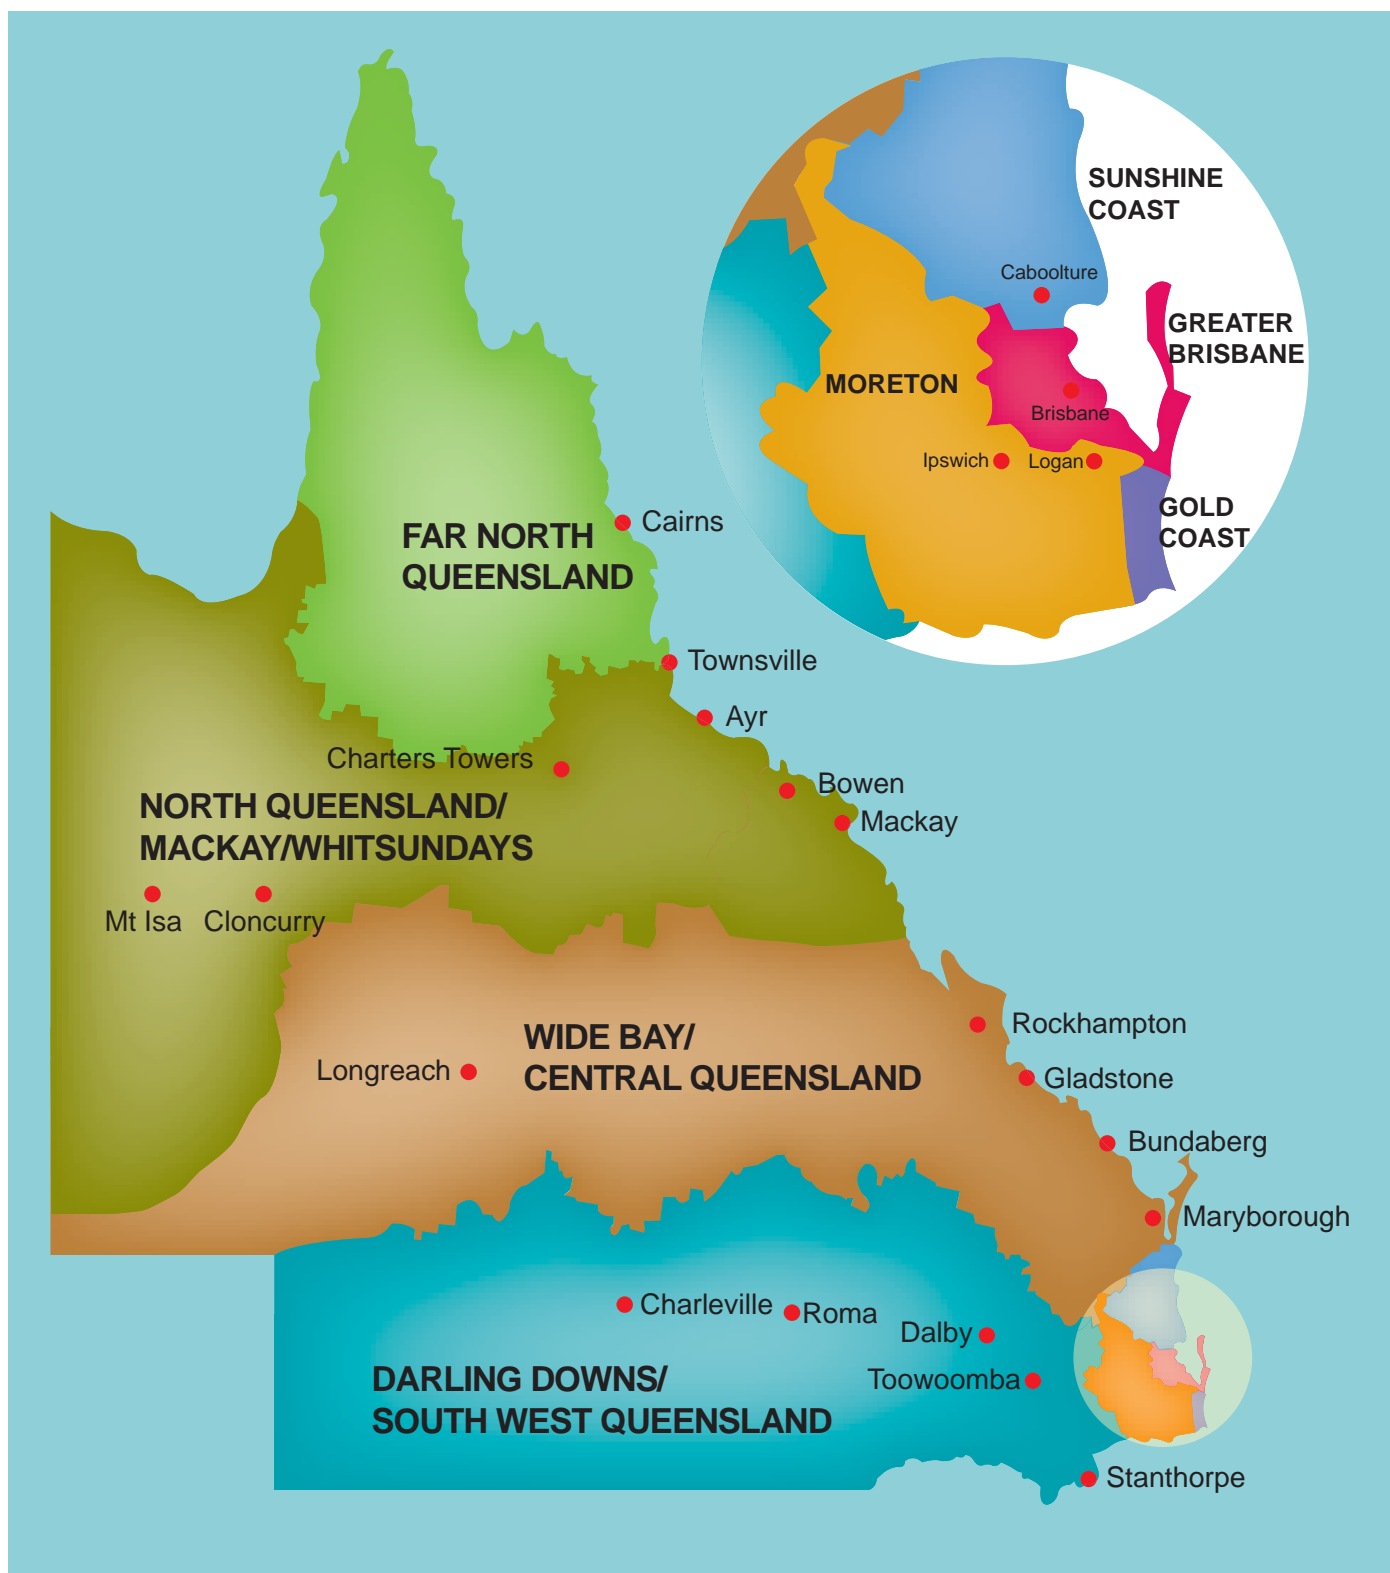 SUNSHINE
COAST
Caboolture
GREATER
BRISBANE
MORETON
Brisbane
Ipswich
Logan
GOLD
COAST
FAR NORTH
QUEENSLAND
Cairns
Townsville
Ayr
Charters Towers
Bowen
NORTH QUEENSLAND/
MACKAY/WHITSUNDAYS
Mackay
Mt Isa
Cloncurry
WIDE BAY/
CENTRAL QUEENSLAND
Rockhampton
Longreach
Gladstone
Bundaberg
Maryborough
Charleville
Roma
Dalby
DARLING DOWNS/
SOUTH WEST QUEENSLAND
Toowoomba
Stanthorpe